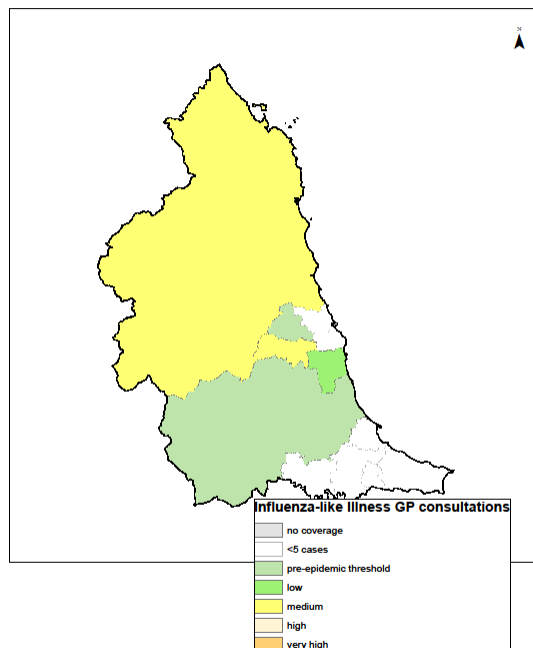 N
Influenza-like Illness GP consultations
no coverage
<5 cases
pre-epidemic threshold
low
medium
high
very high